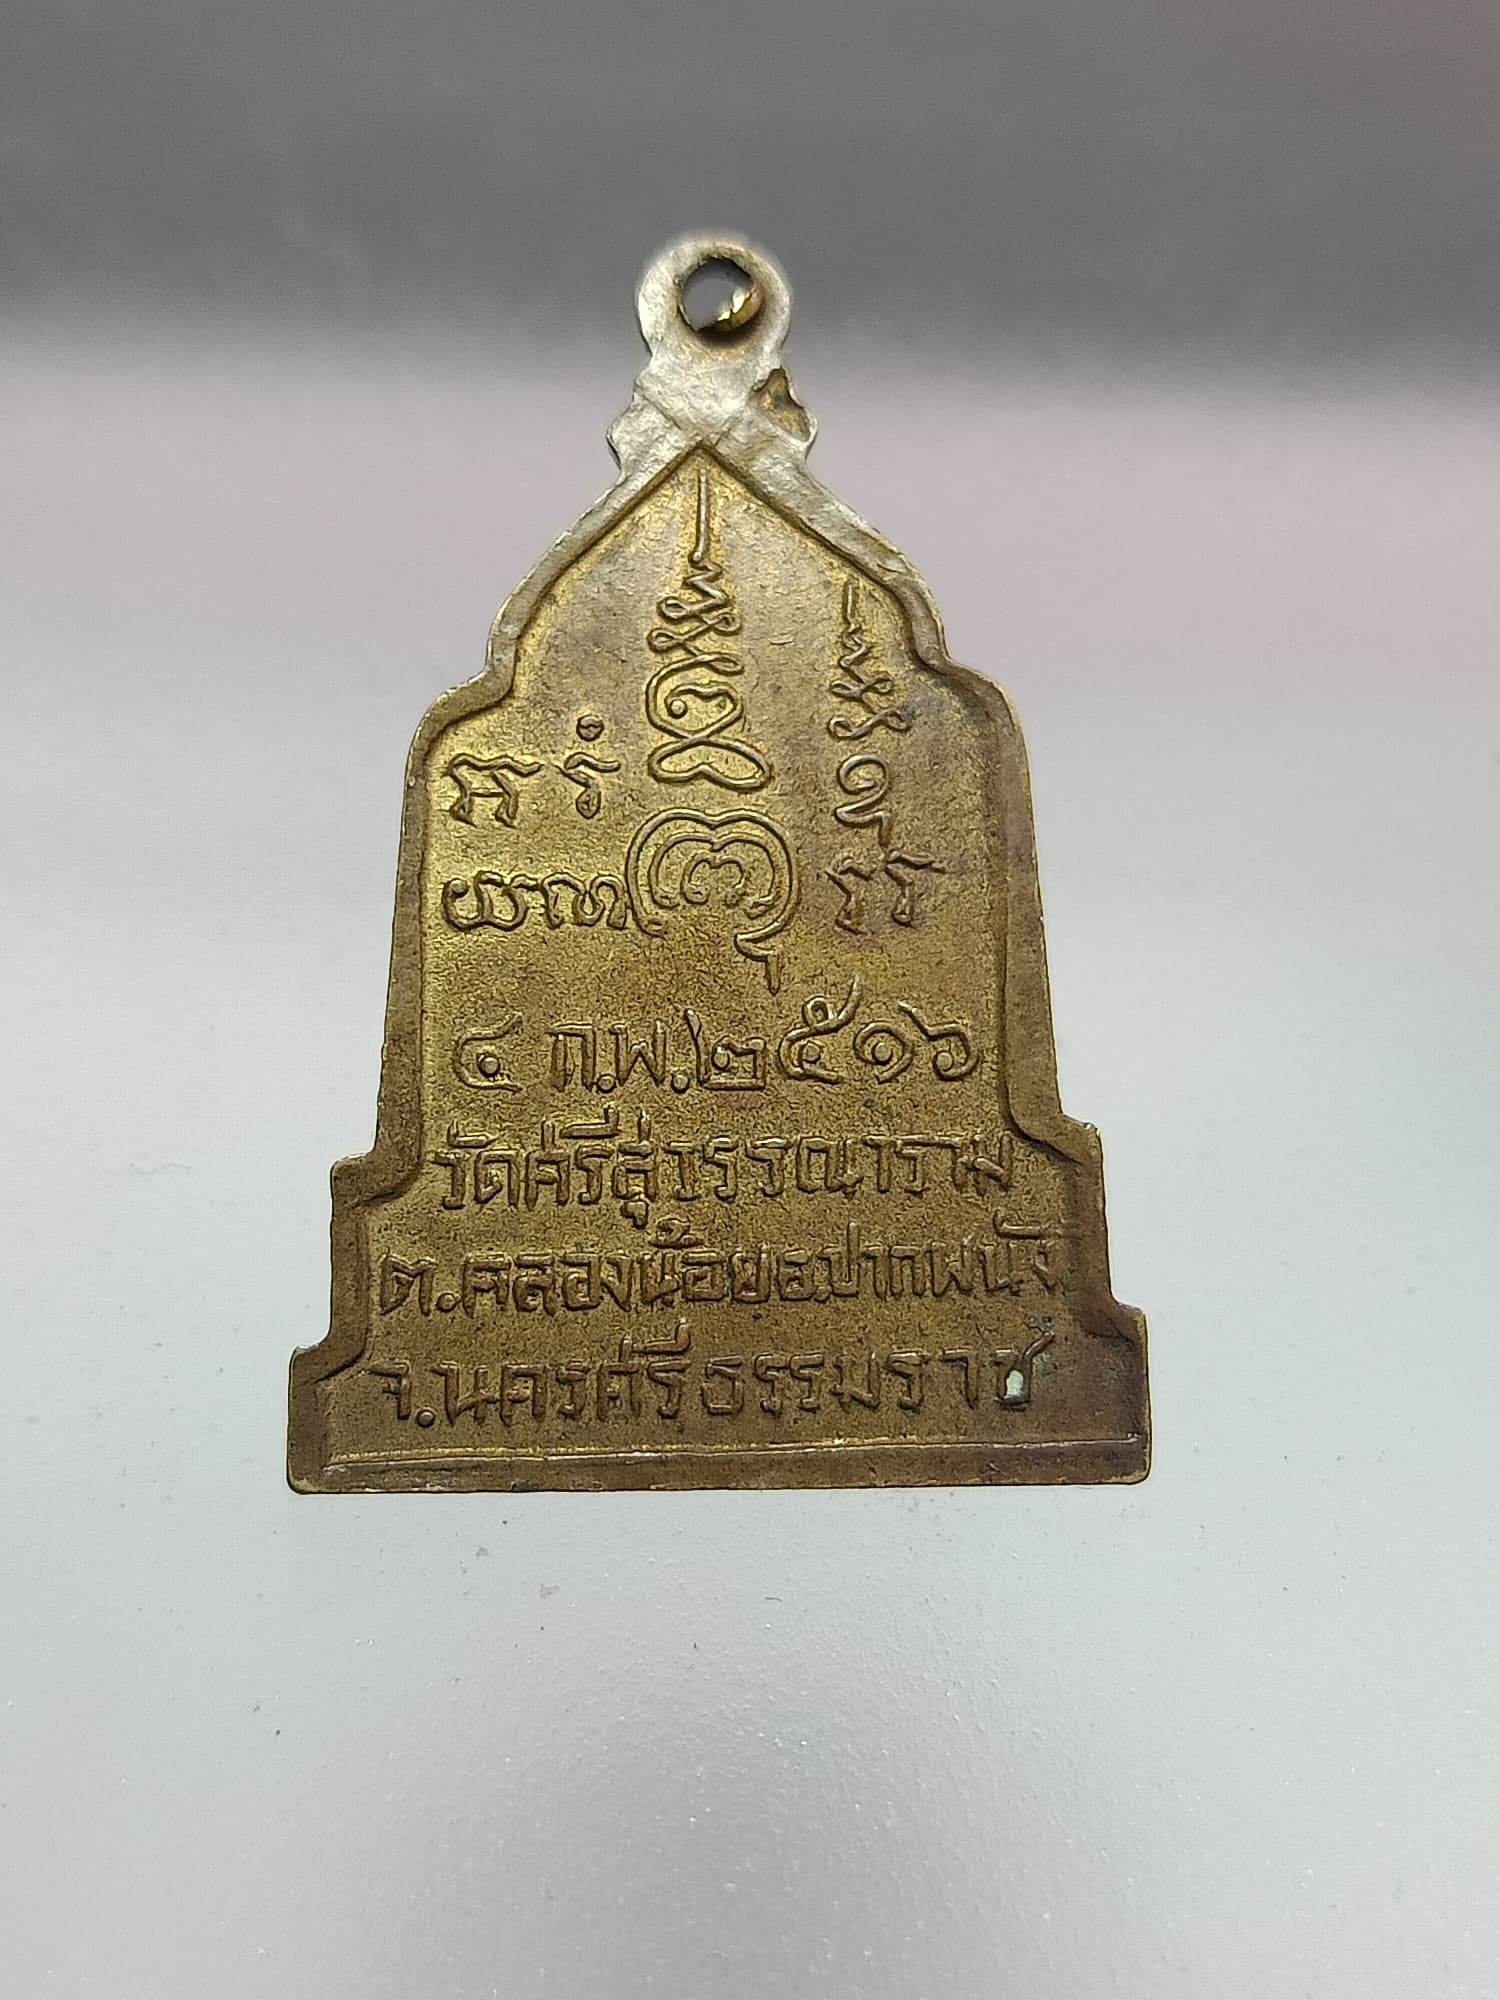 ๔ ก.พ.๒๕๑๖
วัดศรีสุวรรณาราม
ต.คลองน้อยอ.ปากพนัง
จ.นครศรีธรรมราช